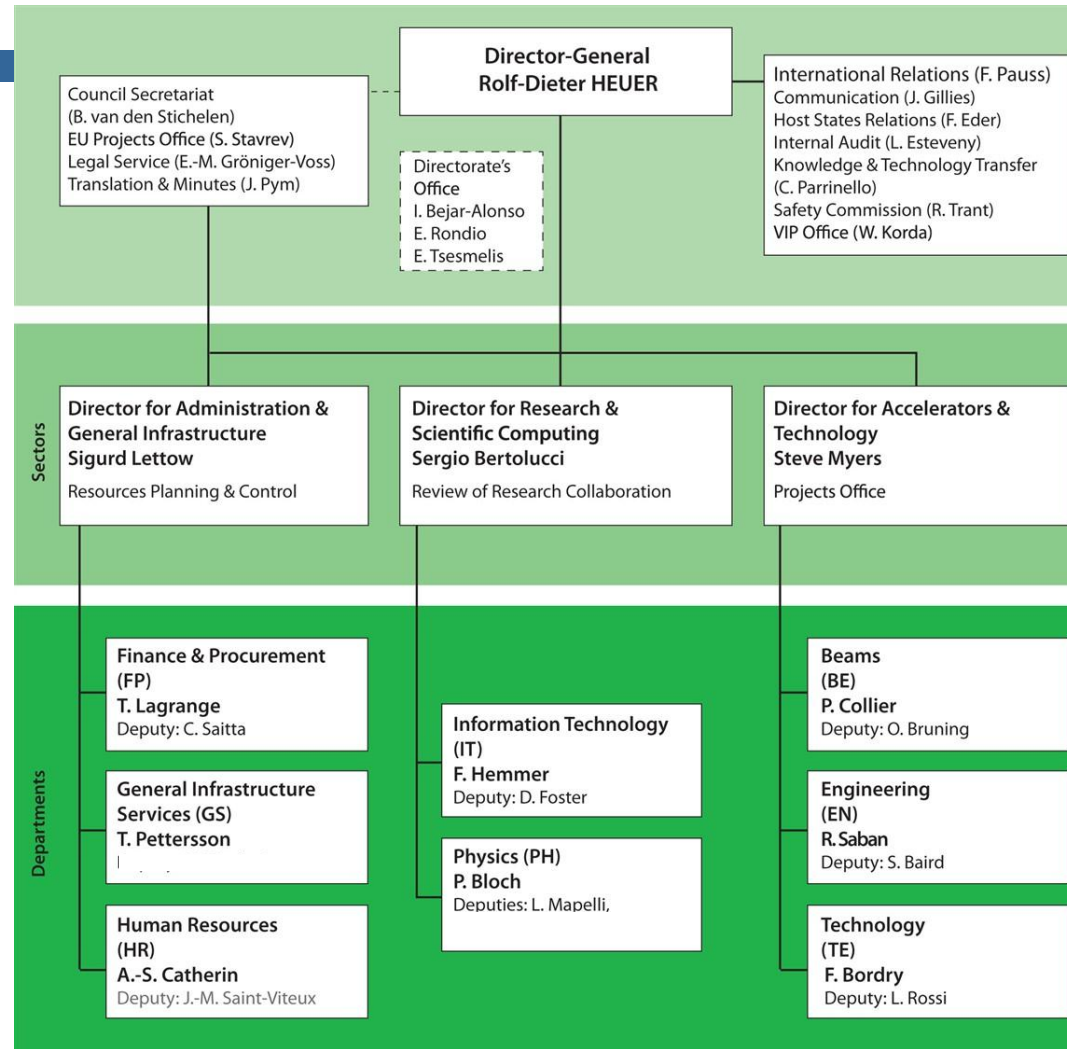 Director-General
Rolf-Dieter HEUER
Council Secretariat
(B. van den Stichelen)
EU Projects Office (S. Stavrev)
Legal Service (E.-M. Gröniger-Voss)
Translation & Minutes (J. Pym)
Directorate's
Office
I. Bejar-Alonso
E. Rondio
E. Tsesmelis
International Relations (F. Pauss)
Communication (J. Gillies)
Host States Relations (F. Eder)
Internal Audit (L. Esteveny)
Knowledge & Technology Transfer
(C. Parrinello)
Safety Commission (R. Trant)
VIP Office (W. Korda)
Sectors
Director for Administration &
General Infrastructure
Sigurd Lettow
Resources Planning & Control
Director for Research &
Scientific Computing
Sergio Bertolucci
Review of Research Collaboration
Director for Accelerators &
Technology
Steve Myers
Projects Office
Departments
Finance & Procurement
(FP)
T. Lagrange
Deputy: C. Saitta
General Infrastructure
Services (GS)
T. Pettersson
Human Resources
(HR)
A.-S. Catherin
Deputy: J.-M. Saint-Viteux
Information Technology
(IT)
F. Hemmer
Deputy: D. Foster
Physics (PH)
P. Bloch
Deputies: L. Mapelli,
Beams
(BE)
P. Collier
Deputy: O. Bruning
Engineering
(EN)
R. Saban
Deputy: S. Baird
Technology
(TE)
F. Bordry
Deputy: L. Rossi